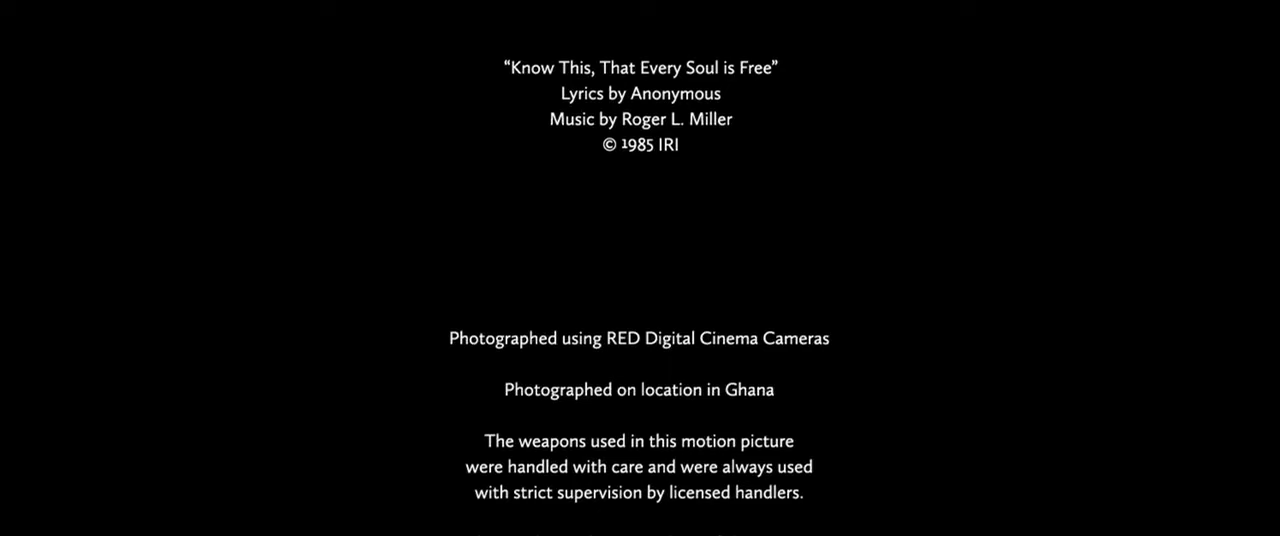 “Know This, That Every Soul is Free”
Lyrics by Anonymous
Music by Roger L. Miller
© 1985 IRI
Photographed using RED Digital Cinema Cameras
Photographed on location in Ghana
The weapons used in this motion picture
were handled with care and were always used
with strict supervision by licensed handlers.